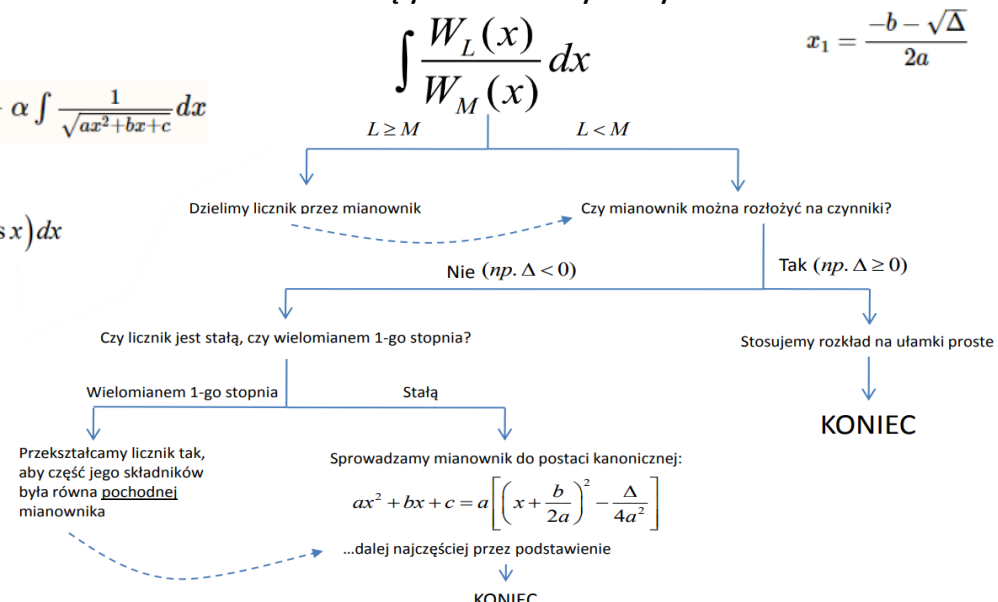 ∫ W_L(x) / W_M(x) dx
x₁ = (−b − √Δ) / 2a
α ∫ 1 / √(ax²+bx+c) dx
L ≥ M
L < M
Dzielimy licznik przez mianownik
Czy mianownik można rozłożyć na czynniki?
s x) dx
Nie (np. Δ < 0)
Tak (np. Δ ≥ 0)
Czy licznik jest stałą, czy wielomianem 1-go stopnia?
Stosujemy rozkład na ułamki proste
Wielomianem 1-go stopnia
Stałą
KONIEC
Przekształcamy licznik tak,
aby część jego składników
była równa pochodnej
mianownika
Sprowadzamy mianownik do postaci kanonicznej:
ax² + bx + c = a[(x + b/2a)² − Δ/4a²]
...dalej najczęściej przez podstawienie
KONIEC